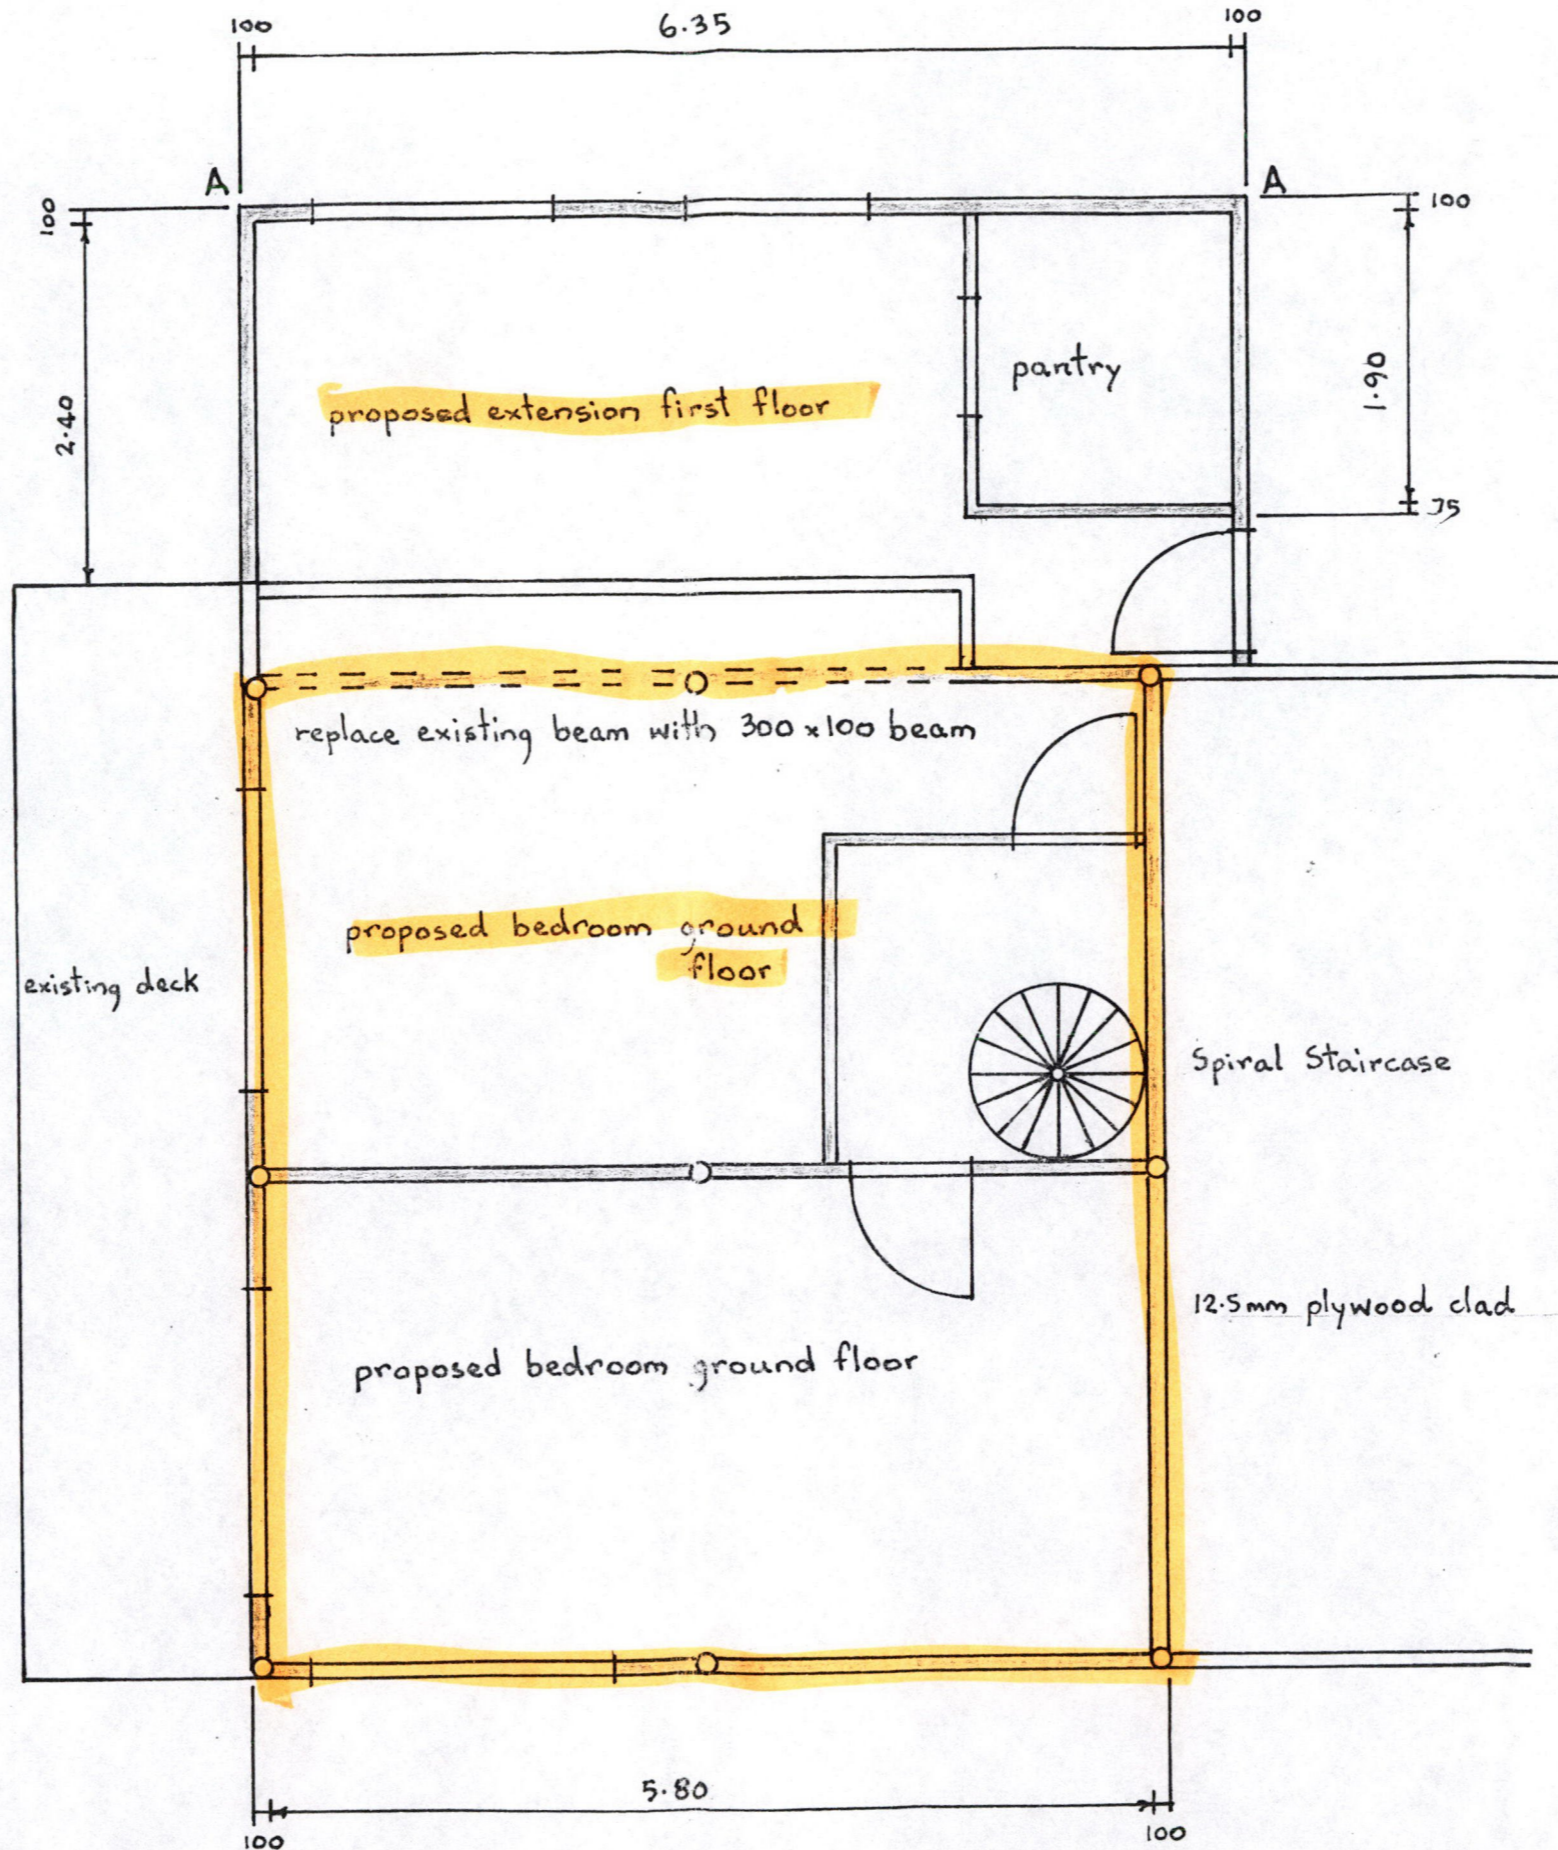 100
6.35
100
A
A
100
100
2.40
1.90
75
pantry
proposed extension first floor
replace existing beam with 300 x 100 beam
proposed bedroom ground
floor
existing deck
Spiral Staircase
12.5mm plywood clad
proposed bedroom ground floor
5.80
100
100